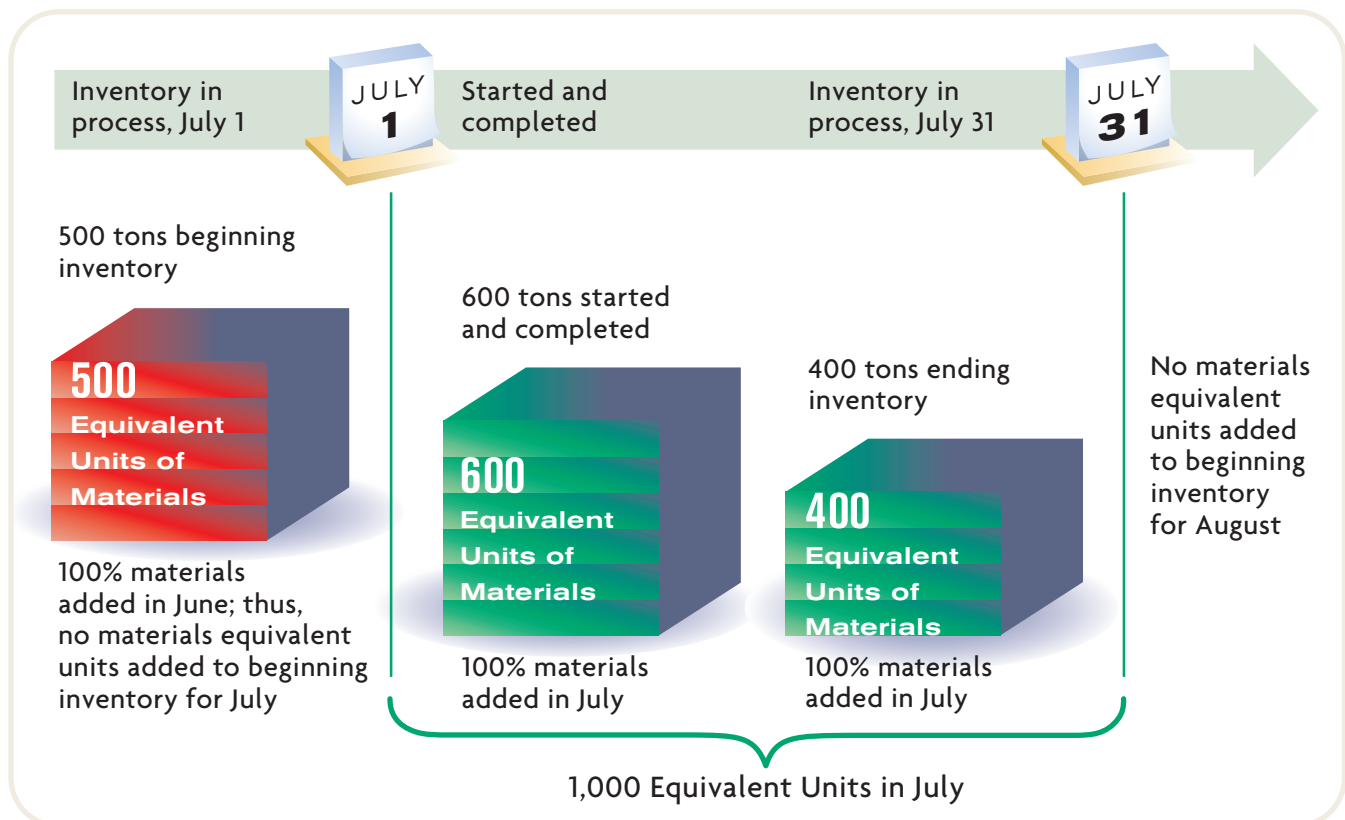 Inventory in
process, July 1
JULY
1
Started and
completed
Inventory in
process, July 31
JULY
31
500 tons beginning
inventory
500
Equivalent
Units of
Materials
100% materials
added in June; thus,
no materials equivalent
units added to beginning
inventory for July
600 tons started
and completed
600
Equivalent
Units of
Materials
100% materials
added in July
400 tons ending
inventory
400
Equivalent
Units of
Materials
100% materials
added in July
No materials
equivalent
units added
to beginning
inventory
for August
1,000 Equivalent Units in July